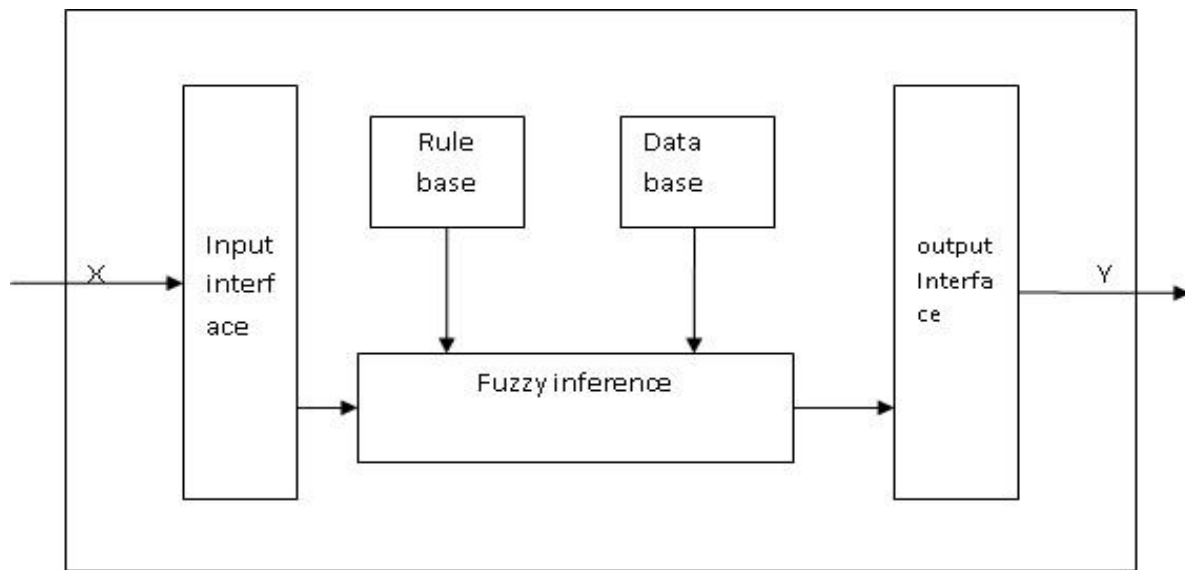 X
Input
interf
ace
Rule
base
Data
base
Fuzzy inference
output
Interfa
ce
Y